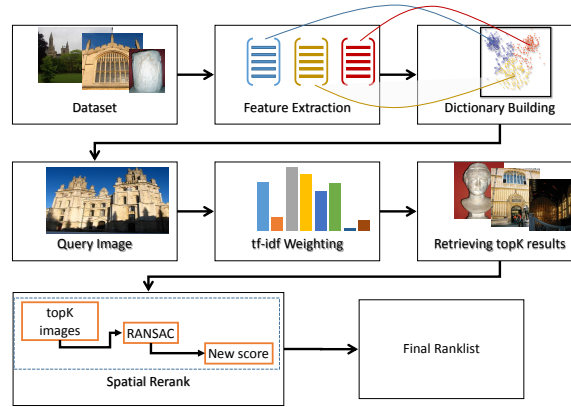 Dataset
Feature Extraction
Dictionary Building
Query Image
tf-idf Weighting
Retrieving topK results
topK
images
RANSAC
New score
Spatial Rerank
Final Ranklist